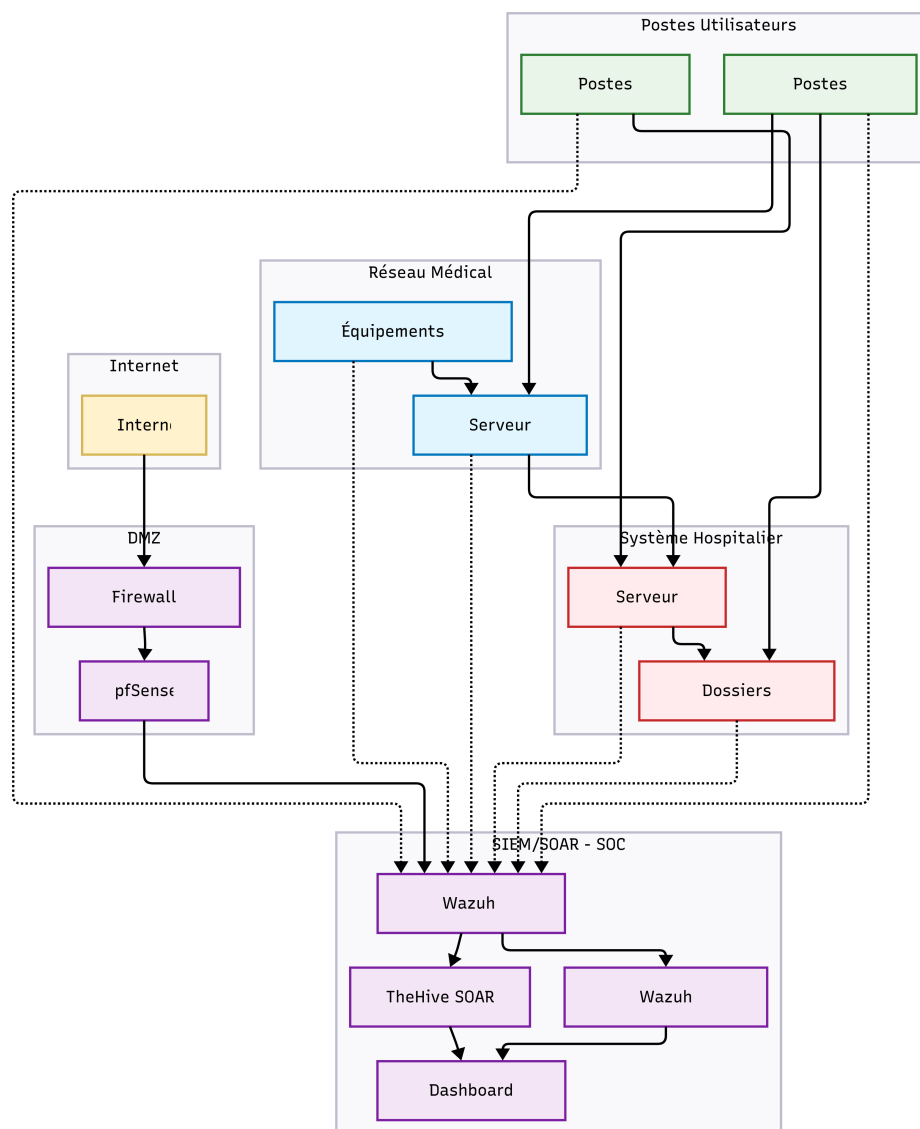 Postes Utilisateurs
Postes
Postes
Réseau Médical
Équipements
Serveur
Internet
Intern
DMZ
Firewall
pfSense
Système Hospitalier
Serveur
Dossiers
SIEM/SOAR - SOC
Wazuh
TheHive SOAR
Wazuh
Dashboard